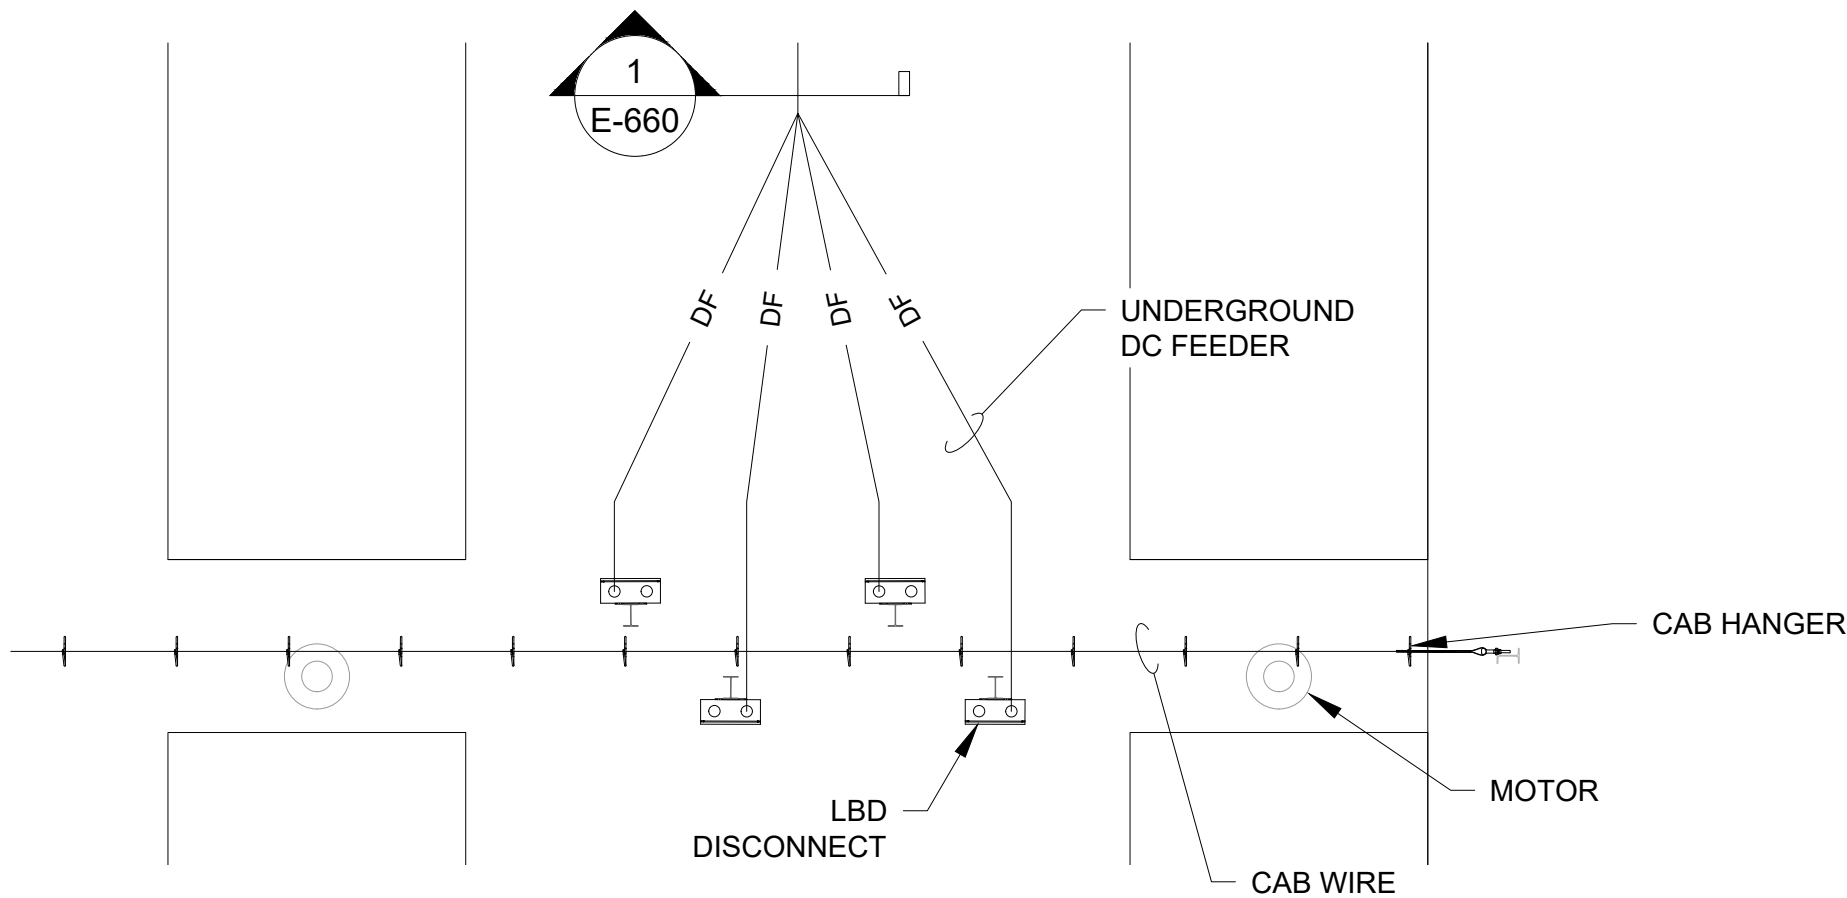 1
E-660
DF
DF
DF
DF
UNDERGROUND
DC FEEDER
CAB HANGER
MOTOR
LBD
DISCONNECT
CAB WIRE